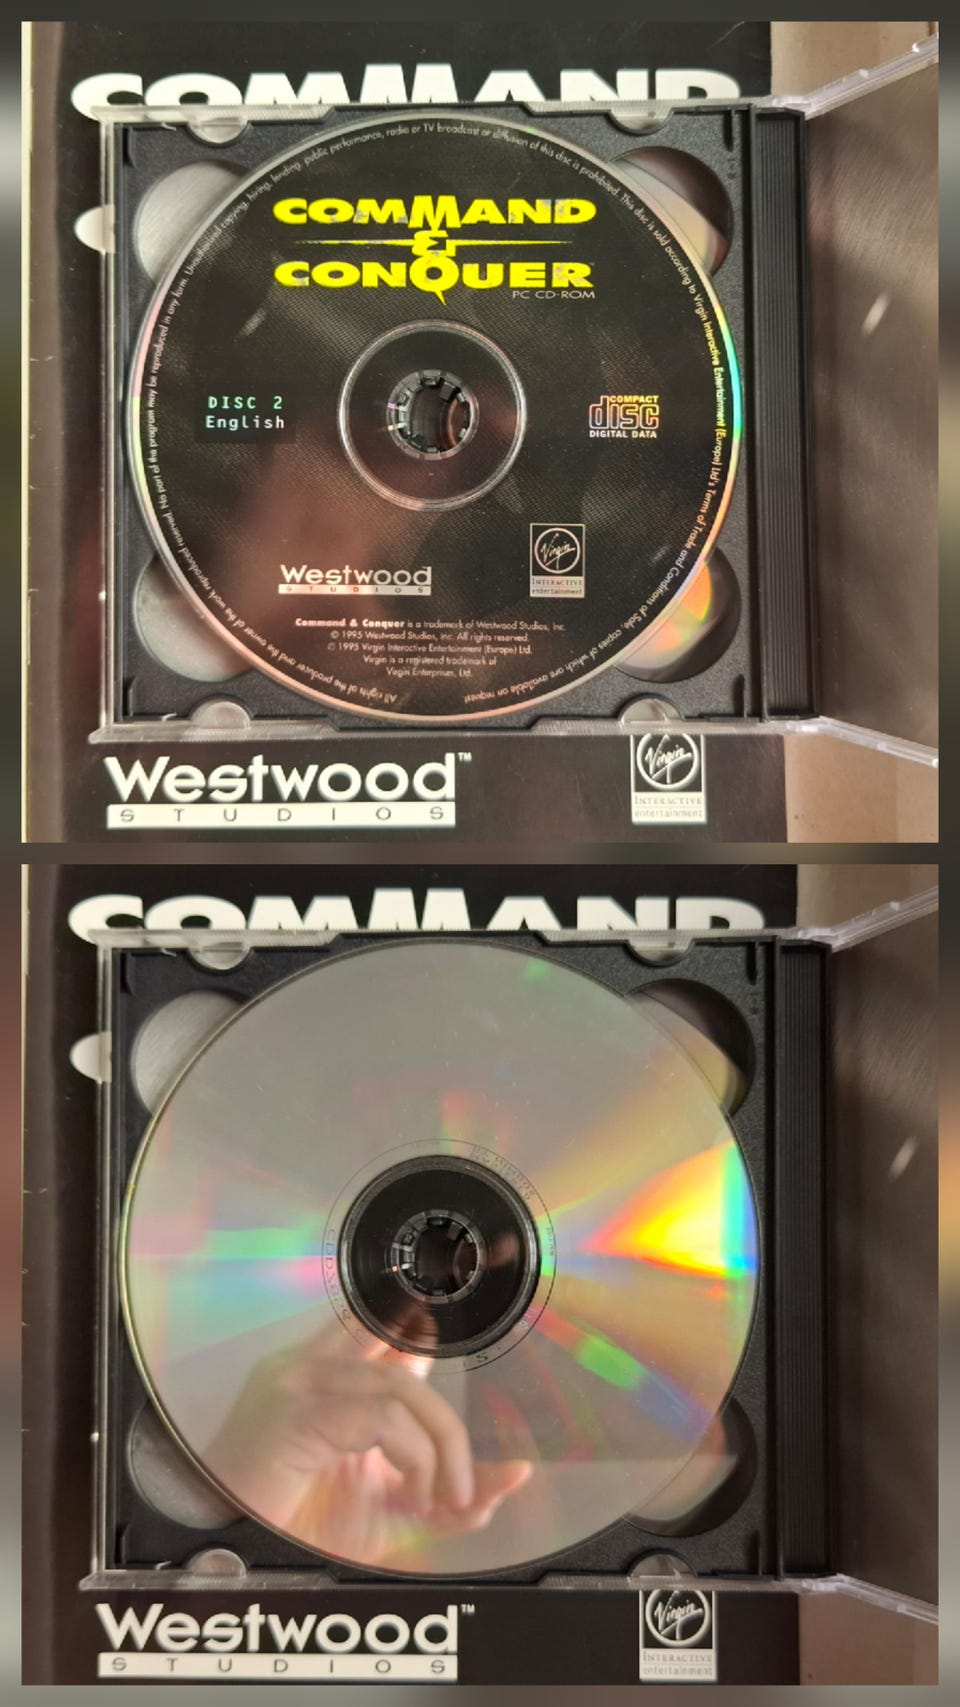 COMMAND
Unauthorised copying, hiring, lending, public performance, radio or TV broadcast or diffusion of this disc is prohibited. This disc is sold according to Virgin Interactive Entertainment (Europe) Ltd's Terms of Trade and Conditions of Sale, copies of which are available on request
All rights of the producer and the owner of the work reproduced reserved. No part of the program may be reproduced in any form.
COMMAND
&
CONQUER
PC CD-ROM
DISC 2
English
COMPACT
disc
DIGITAL DATA
Westwood
STUDIOS
Virgin
INTERACTIVE
entertainment
Command & Conquer is a trademark of Westwood Studios, Inc.
© 1995 Westwood Studios, Inc. All rights reserved.
© 1995 Virgin Interactive Entertainment (Europe) Ltd.
Virgin is a registered trademark of
Virgin Enterprises, Ltd.
Westwood™
STUDIOS
Virgin
INTERACTIVE
entertainment
COMMAND
Westwood™
STUDIOS
Virgin
INTERACTIVE
entertainment